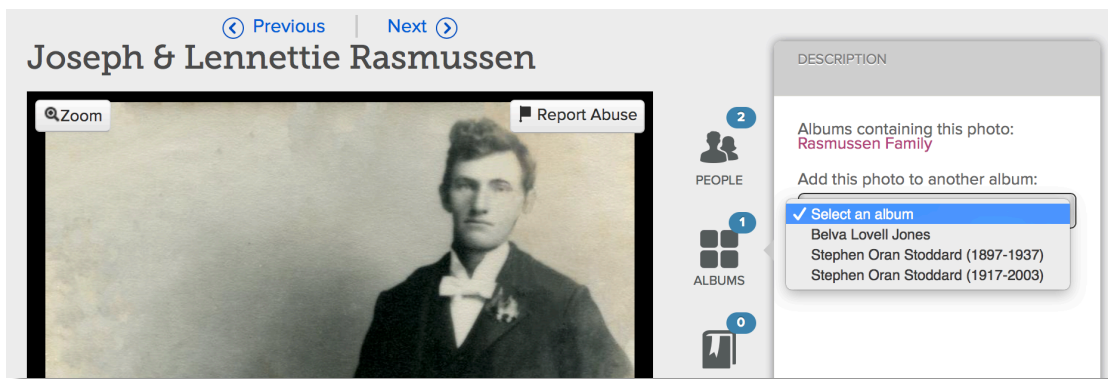 Previous
Next
Joseph & Lennettie Rasmussen
Zoom
Report Abuse
2
PEOPLE
1
ALBUMS
0
DESCRIPTION
Albums containing this photo:
Rasmussen Family
Add this photo to another album:
Select an album
Belva Lovell Jones
Stephen Oran Stoddard (1897-1937)
Stephen Oran Stoddard (1917-2003)